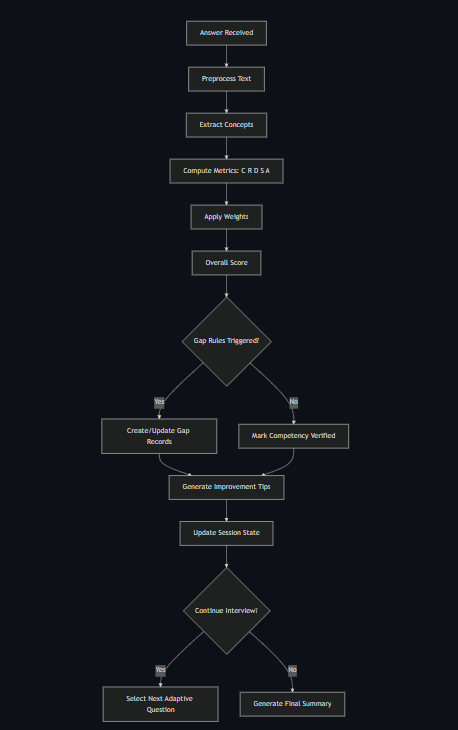 Answer Received
Preprocess Text
Extract Concepts
Compute Metrics: C R D S A
Apply Weights
Overall Score
Gap Rules Triggered?
Yes
No
Create/Update Gap
Records
Mark Competency Verified
Generate Improvement Tips
Update Session State
Continue Interview?
Yes
No
Select Next Adaptive
Question
Generate Final Summary